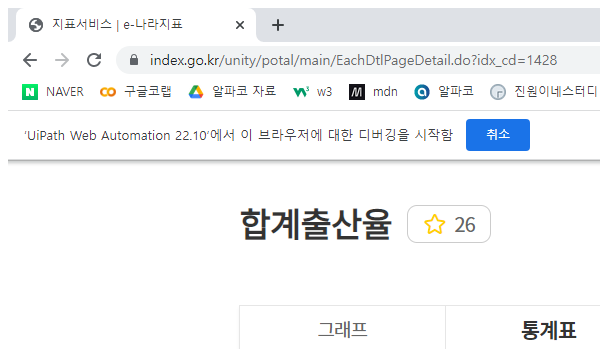 지표서비스 | e-나라지표
index.go.kr/unity/potal/main/EachDtlPageDetail.do?idx_cd=1428
N NAVER 구글코랩 알파코 자료 w3 mdn 알파코 진원이네스터디
'UiPath Web Automation 22.10'에서 이 브라우저에 대한 디버깅을 시작함 취소
합계출산율 26
그래프 통계표